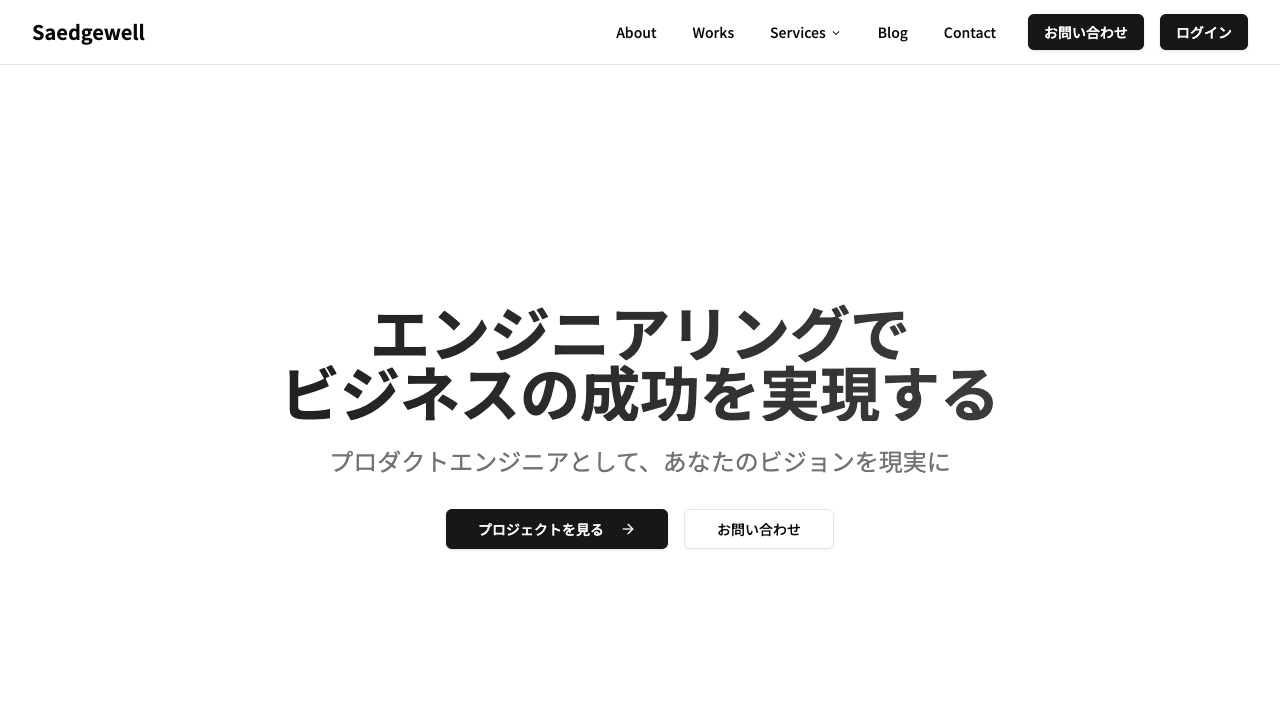 Saedgewell
About
Works
Services
Blog
Contact
お問い合わせ
ログイン
エンジニアリングで
ビジネスの成功を実現する
プロダクトエンジニアとして、あなたのビジョンを現実に
プロジェクトを見る
お問い合わせ